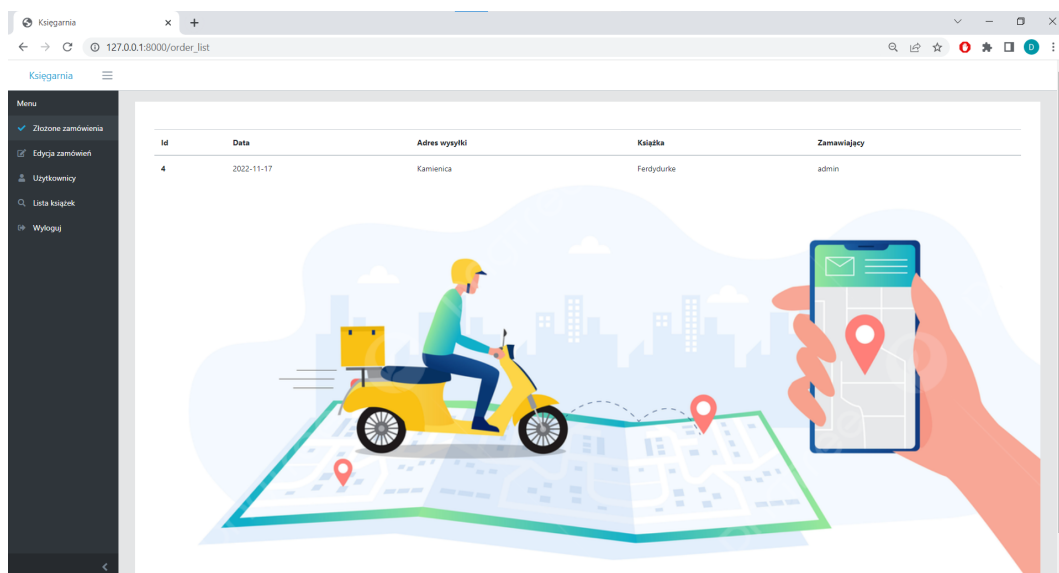 Księgarnia
127.0.0.1:8000/order_list
D
Księgarnia
Menu
Złożone zamówienia
Edycja zamówień
Użytkownicy
Lista książek
Wyloguj
Id Data Adres wysyłki Książka Zamawiający
4 2022-11-17 Kamienica Ferdydurke admin